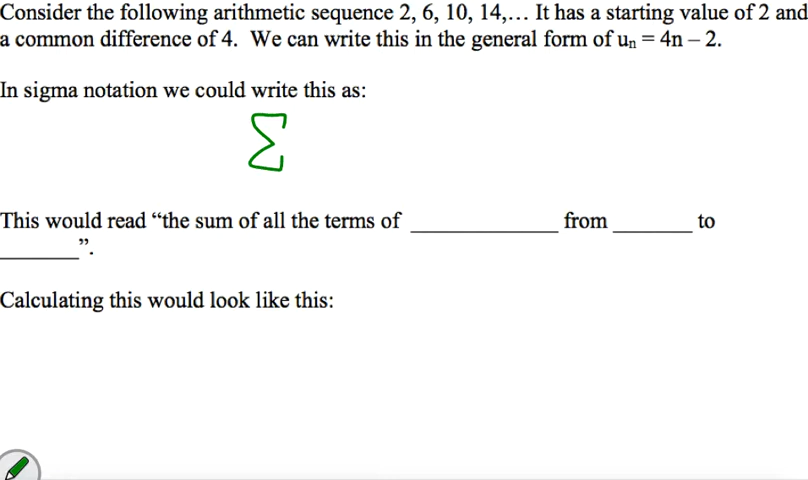 Consider the following arithmetic sequence 2, 6, 10, 14,… It has a starting value of 2 and
a common difference of 4.  We can write this in the general form of uₙ = 4n – 2.
In sigma notation we could write this as:
Σ
This would read “the sum of all the terms of _____________ from _______ to
_______”.
Calculating this would look like this: